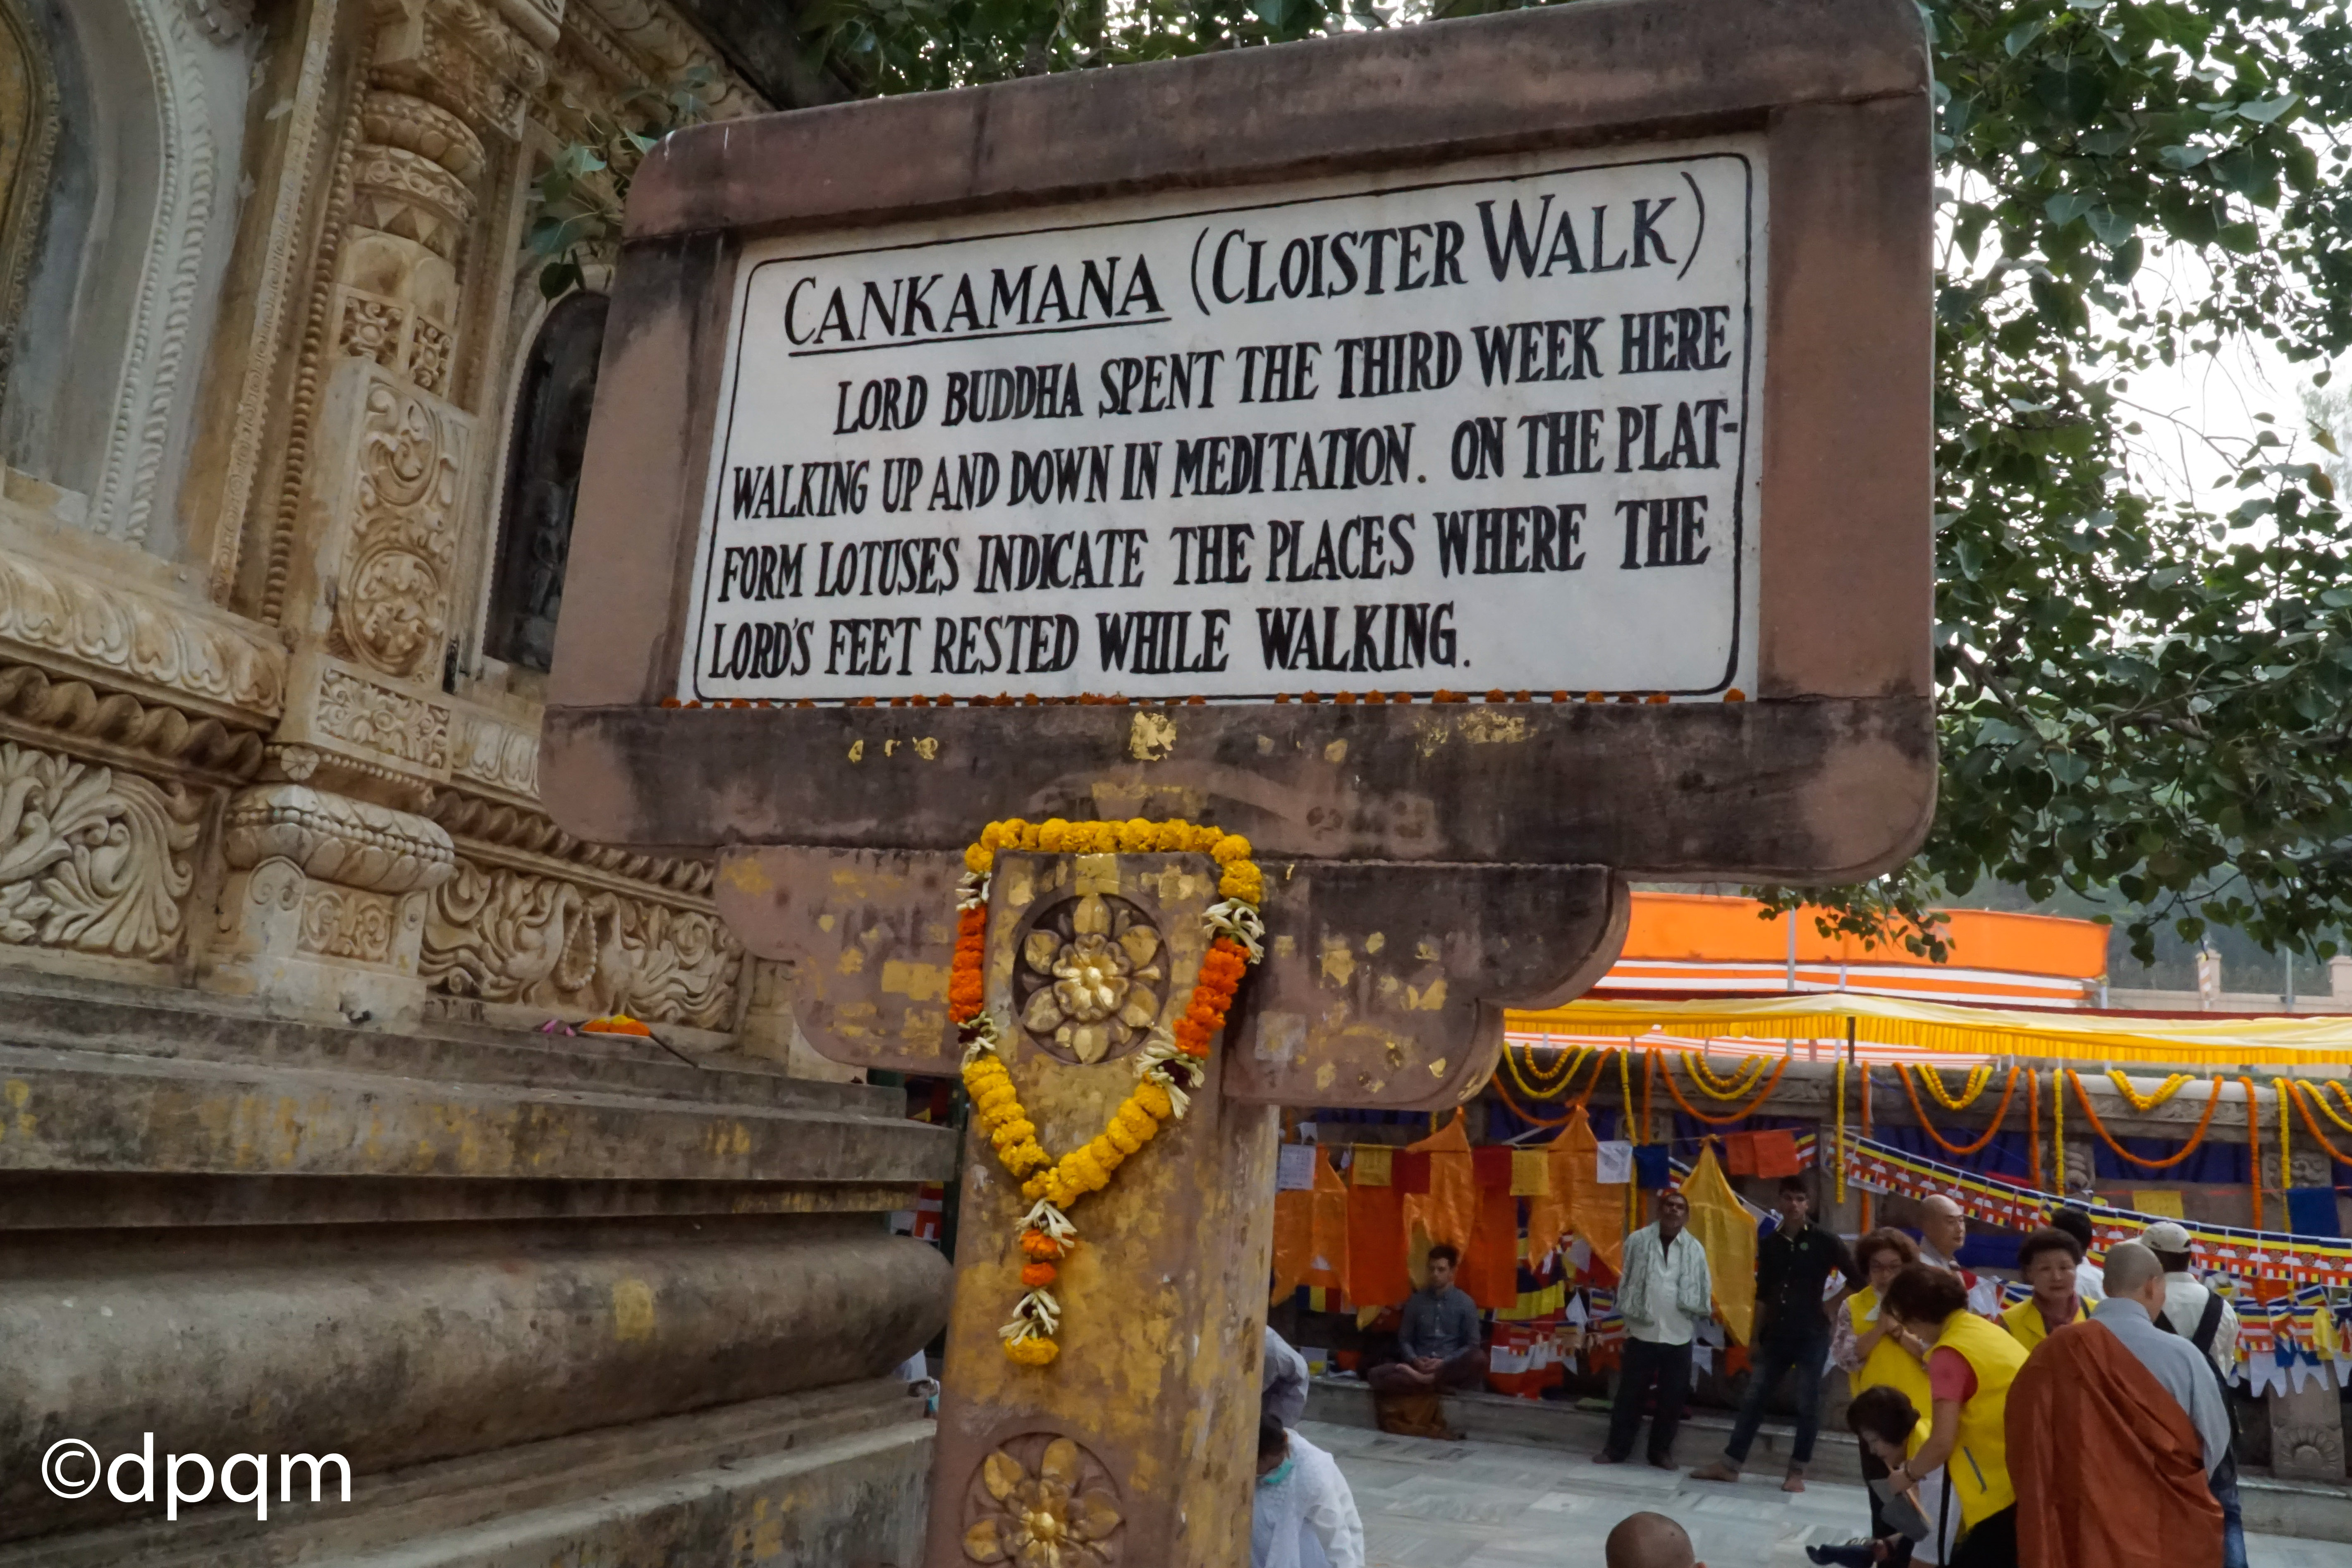 CANKAMANA (CLOISTER WALK)
LORD BUDDHA SPENT THE THIRD WEEK HERE
WALKING UP AND DOWN IN MEDITATION. ON THE PLAT-
FORM LOTUSES INDICATE THE PLACES WHERE THE
LORD'S FEET RESTED WHILE WALKING.
©dpqm